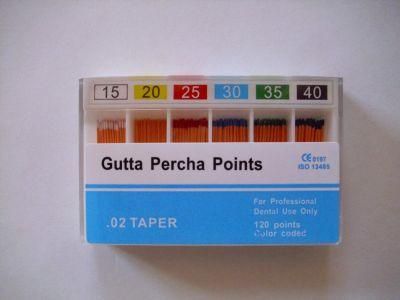 15 20 25 30 35 40
Gutta Percha Points
CE 0197
ISO 13485
.02 TAPER
For Professional
Dental Use Only
120 points
Color coded